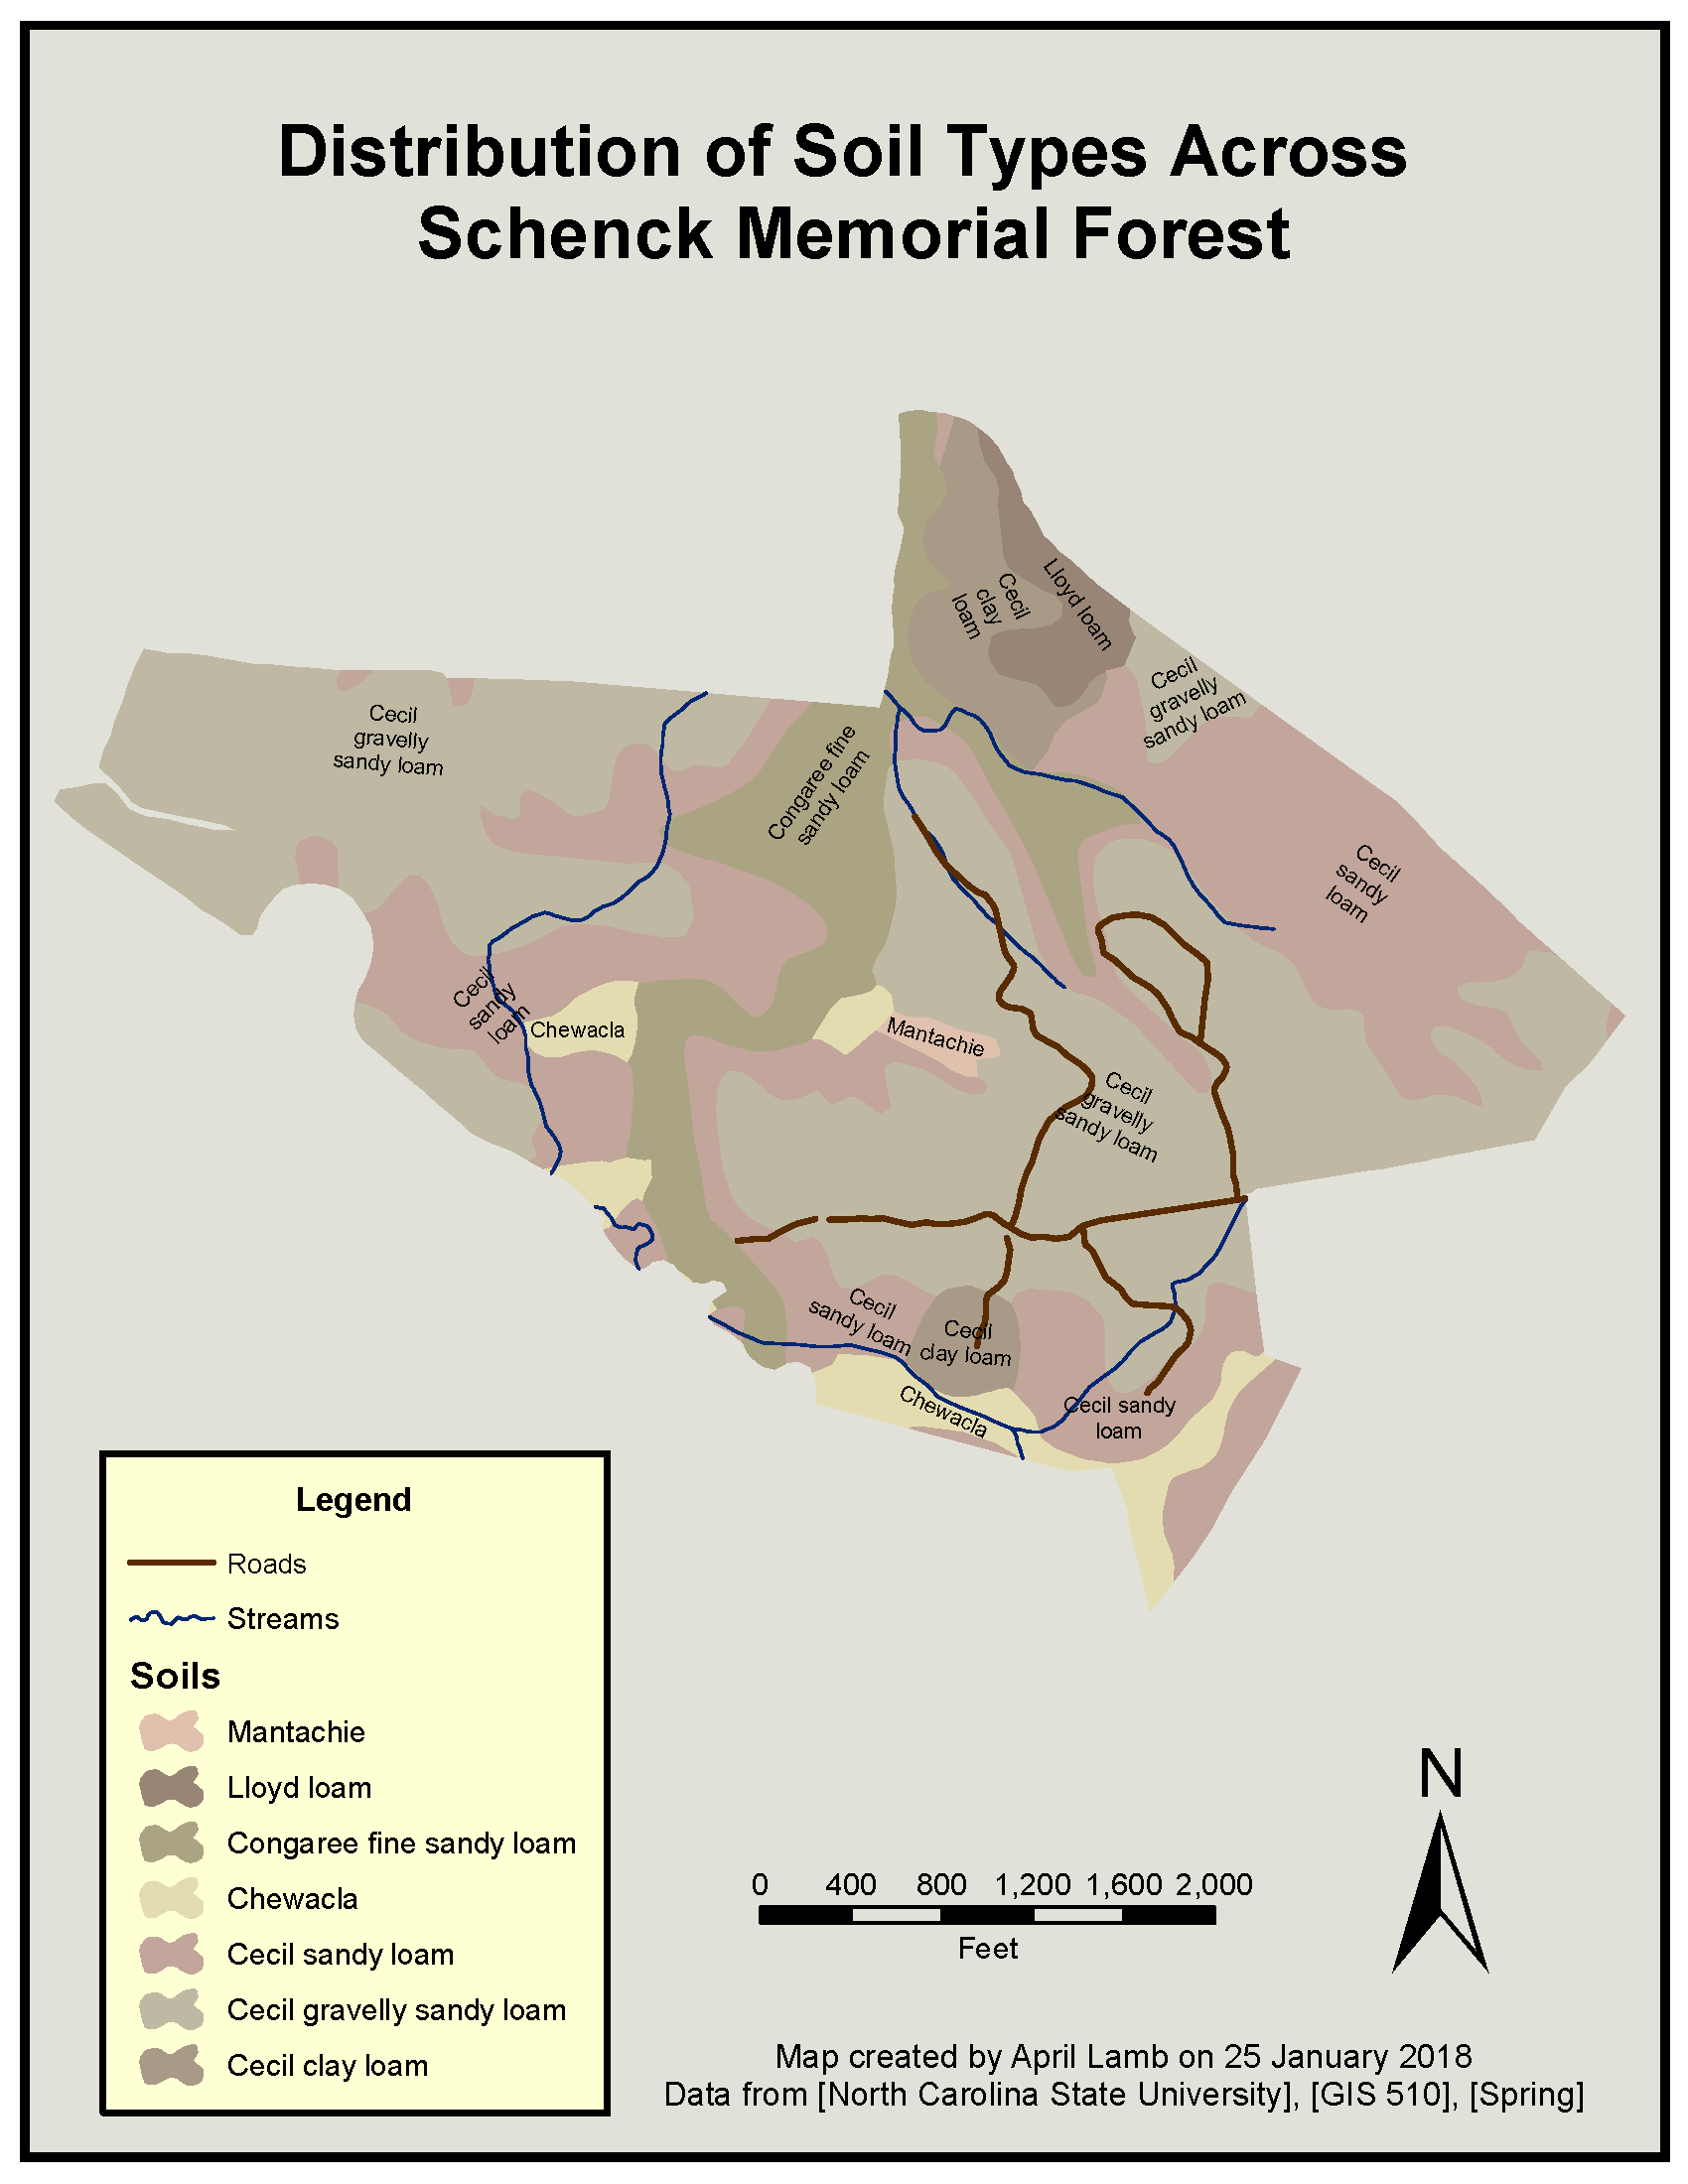 Distribution of Soil Types Across
Schenck Memorial Forest
Cecil
clay
loam
Lloyd loam
Cecil
gravelly
sandy loam
Cecil
gravelly
sandy loam
Congaree fine
sandy loam
Cecil
sandy
loam
Cecil
sandy
loam
Chewacla
Mantachie
Cecil
gravelly
sandy loam
Cecil
sandy loam
Cecil
clay loam
Chewacla
Cecil sandy
loam
Legend
Roads
Streams
Soils
Mantachie
Lloyd loam
Congaree fine sandy loam
Chewacla
Cecil sandy loam
Cecil gravelly sandy loam
Cecil clay loam
N
0 400 800 1,200 1,600 2,000
Feet
Map created by April Lamb on 25 January 2018
Data from [North Carolina State University], [GIS 510], [Spring]